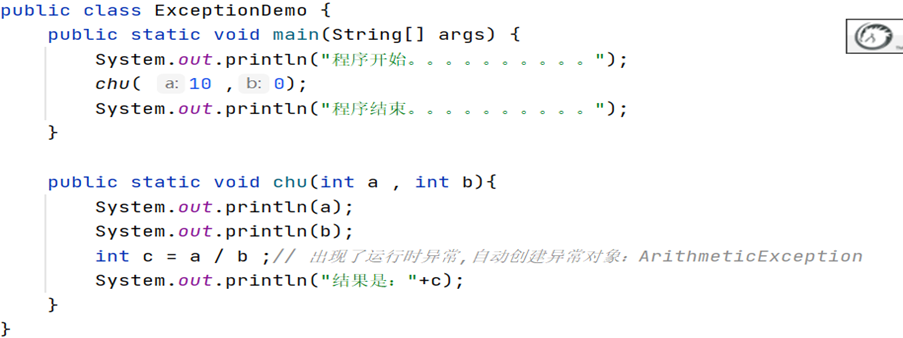 public class ExceptionDemo {
    public static void main(String[] args) {
        System.out.println("程序开始。。。。。。。。。。");
        chu( a: 10 , b: 0);
        System.out.println("程序结束。。。。。。。。。。");
    }
    public static void chu(int a , int b){
        System.out.println(a);
        System.out.println(b);
        int c = a / b ;// 出现了运行时异常,自动创建异常对象：ArithmeticException
        System.out.println("结果是："+c);
    }
}